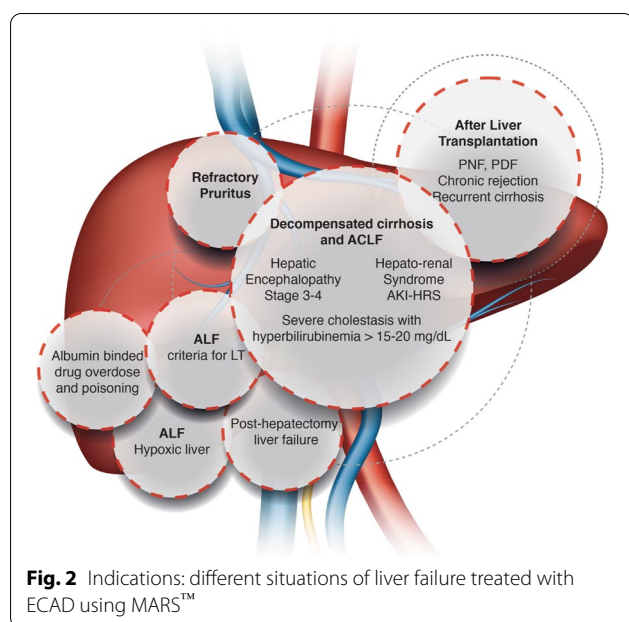 After Liver
Transplantation
PNF, PDF
Chronic rejection
Recurrent cirrhosis
Refractory
Pruritus
Decompensated cirrhosis
and ACLF
Hepatic
Encephalopathy
Stage 3-4
Hepato-renal
Syndrome
AKI-HRS
Severe cholestasis with
hyperbilirubinemia > 15-20 mg/dL
ALF
criteria for LT
Albumin binded
drug overdose
and poisoning
ALF
Hypoxic liver
Post-hepatectomy
liver failure
Fig. 2 Indications: different situations of liver failure treated with
ECAD using MARS™